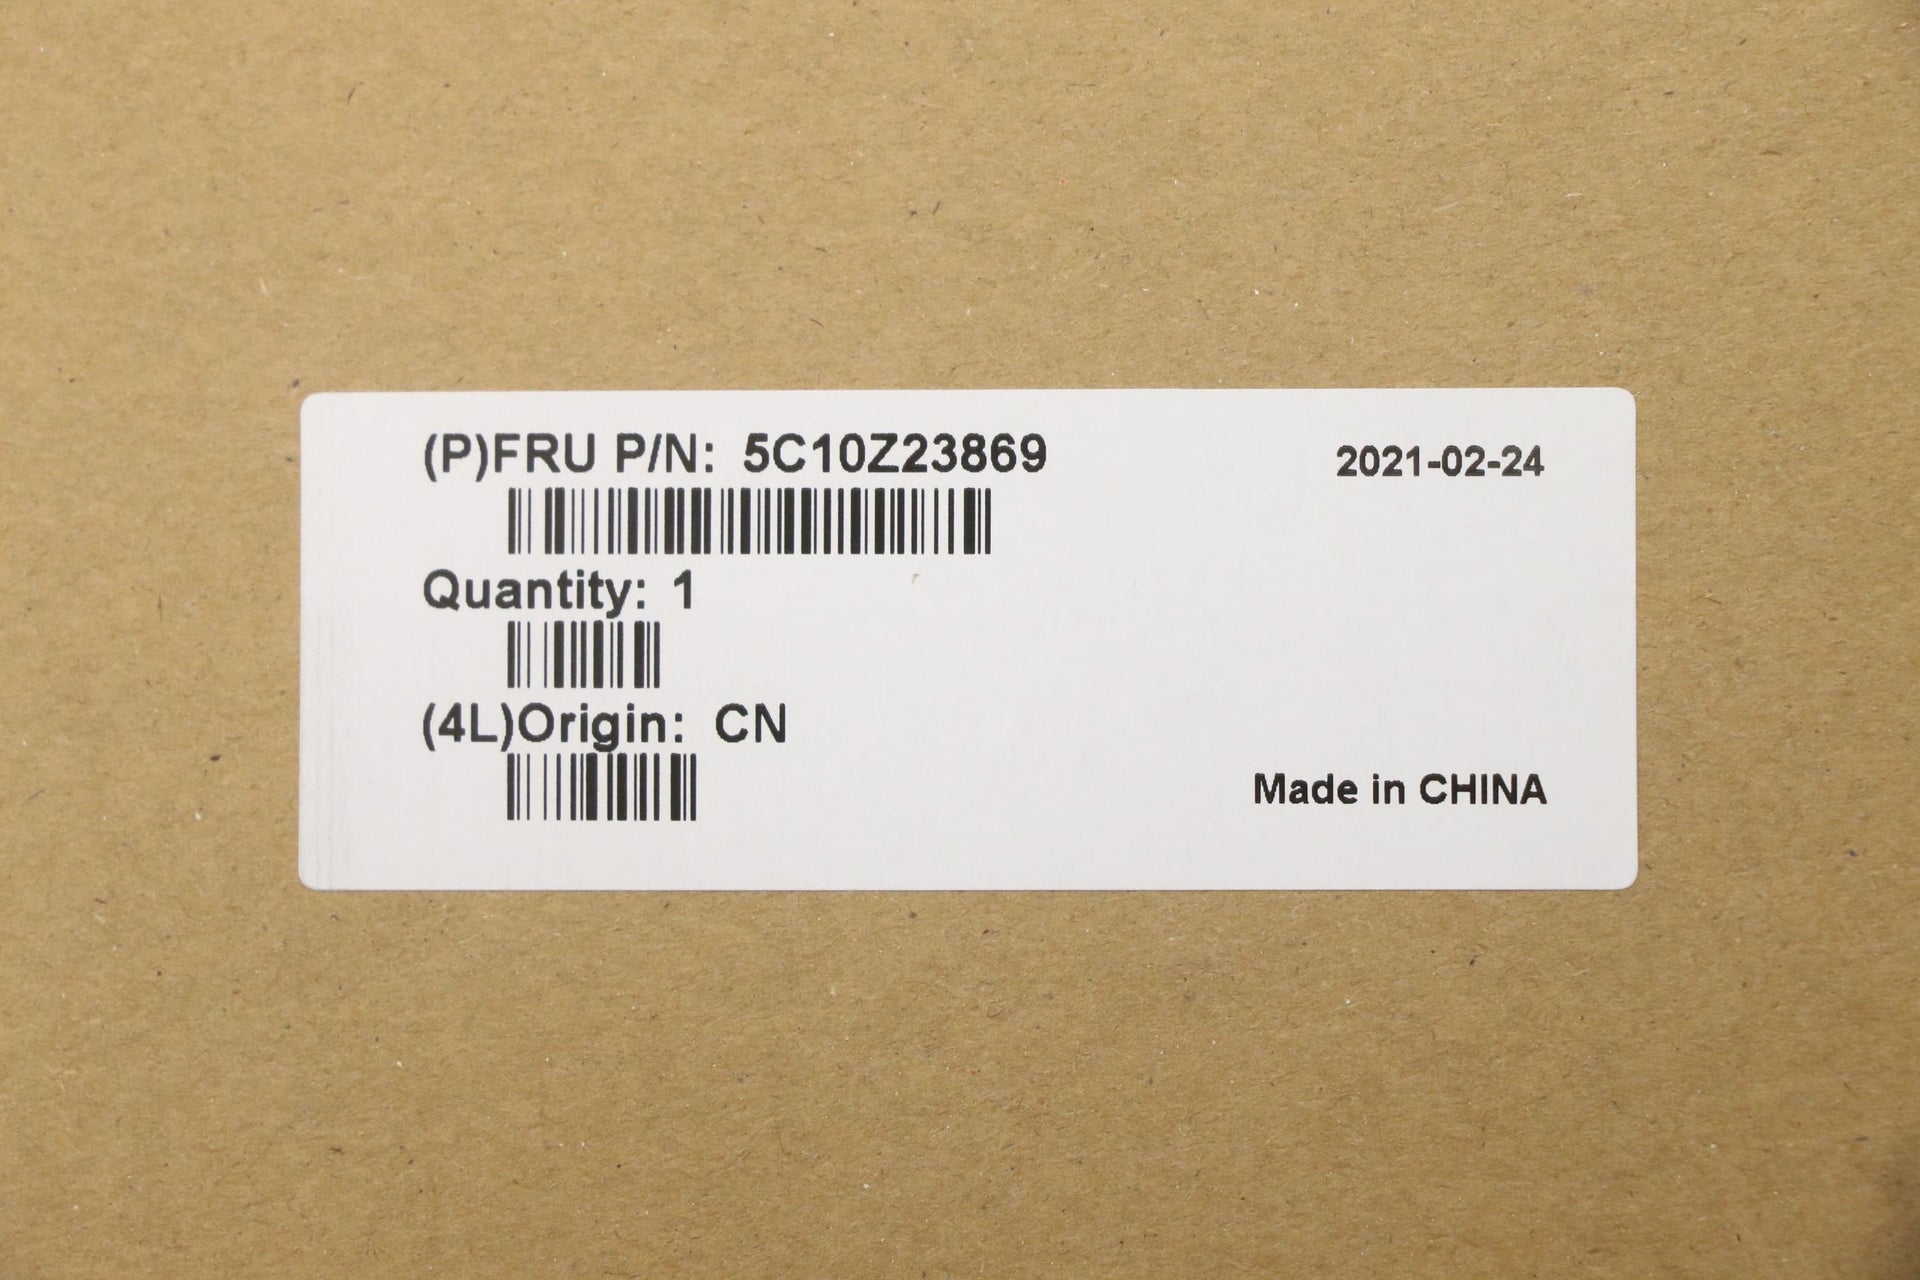 (P)FRU P/N: 5C10Z23869
2021-02-24
Quantity: 1
(4L)Origin: CN
Made in CHINA